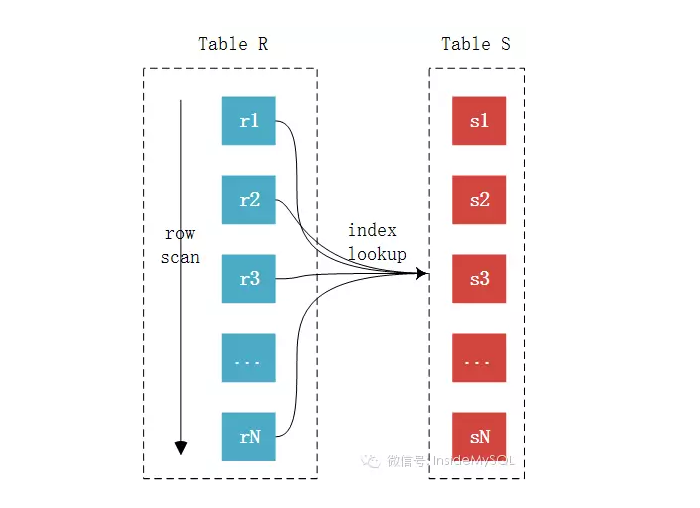 Table R
Table S
r1
s1
r2
s2
row
scan
index
lookup
r3
s3
...
...
rN
sN
微信号: InsideMySQL